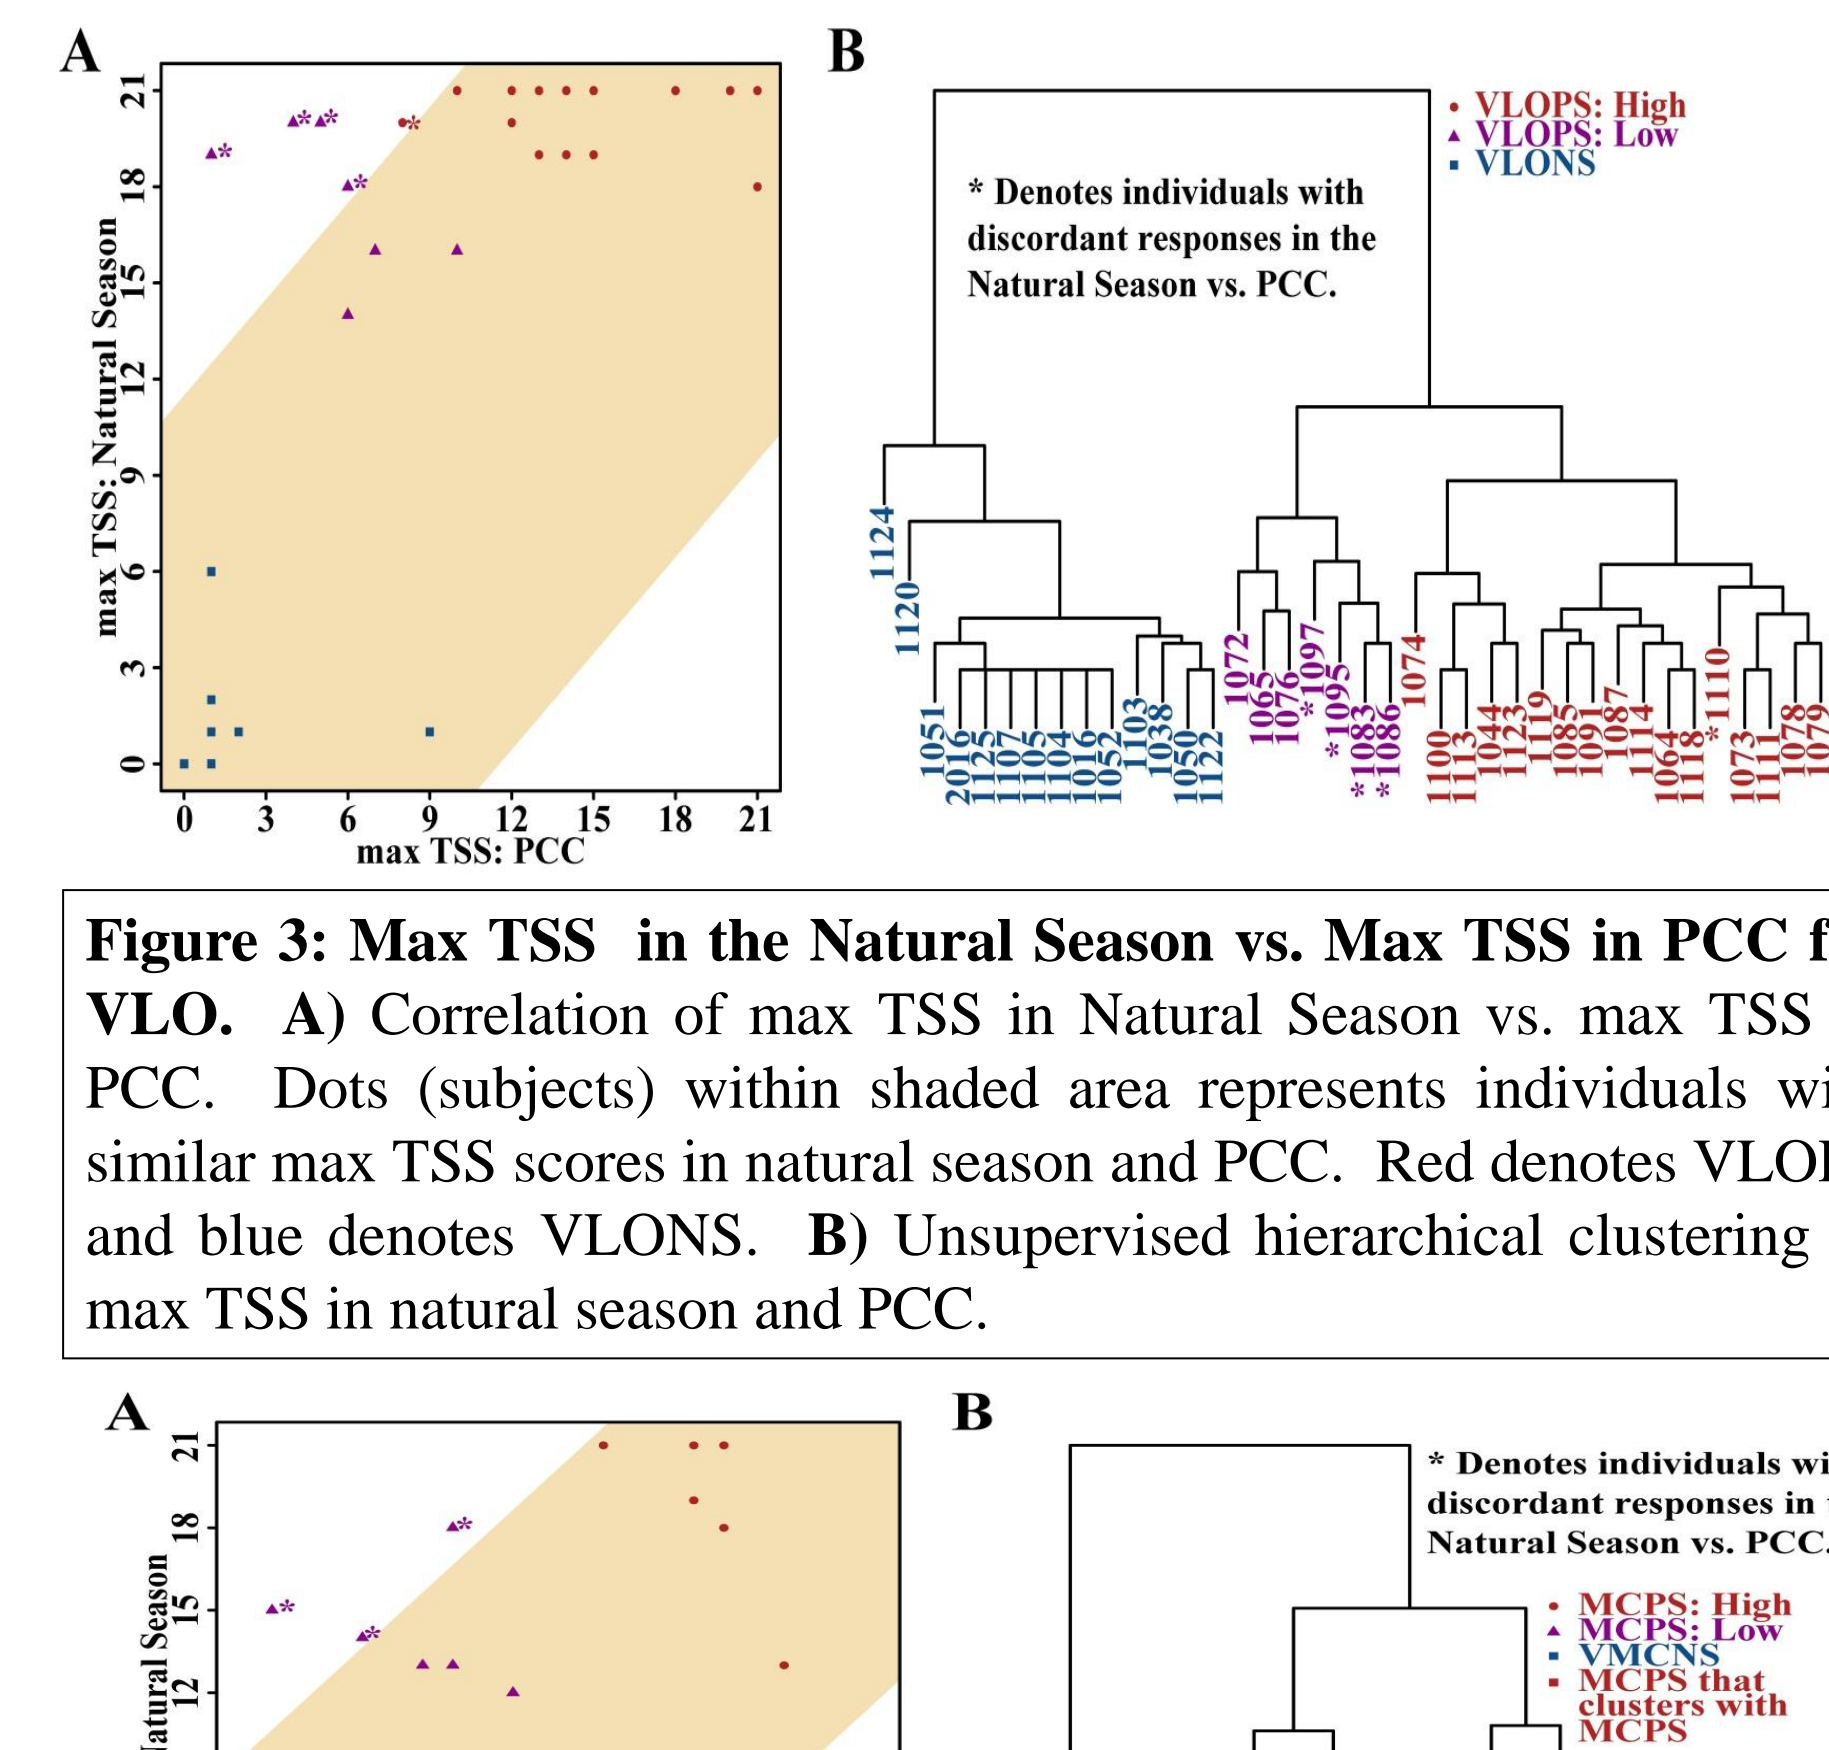 A
B
max TSS: Natural Season
21
18
15
12
9
6
3
0
0 3 6 9 12 15 18 21
max TSS: PCC
VLOPS: High
VLOPS: Low
VLONS
* Denotes individuals with
discordant responses in the
Natural Season vs. PCC.
1124
1120
1051
2016
1125
1107
1105
1104
1016
1052
1103
1038
1050
1122
1072
1065
1076
*1097
*1095
*1083
*1086
1074
1100
1113
1044
1123
1119
1085
1091
1087
1114
1064
1118
*1110
1073
1111
1078
1079
Figure 3: Max TSS in the Natural Season vs. Max TSS in PCC f
VLO. A) Correlation of max TSS in Natural Season vs. max TSS
PCC. Dots (subjects) within shaded area represents individuals wi
similar max TSS scores in natural season and PCC. Red denotes VLO
and blue denotes VLONS. B) Unsupervised hierarchical clustering
max TSS in natural season and PCC.
A
B
Natural Season
21
18
15
12
* Denotes individuals wi
discordant responses in
Natural Season vs. PCC.
MCPS: High
MCPS: Low
VMCNS
MCPS that
clusters with
MCPS